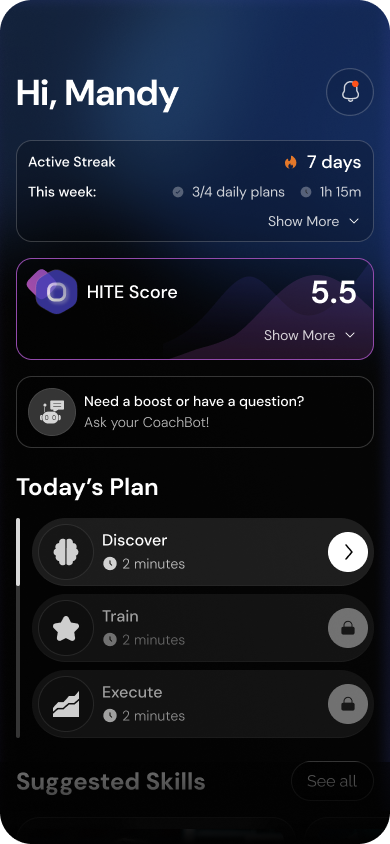 Hi, Mandy
Active Streak 7 days
This week: 3/4 daily plans 1h 15m
Show More
HITE Score 5.5
Show More
Need a boost or have a question?
Ask your CoachBot!
Today’s Plan
Discover
2 minutes
Train
2 minutes
Execute
2 minutes
Suggested Skills See all